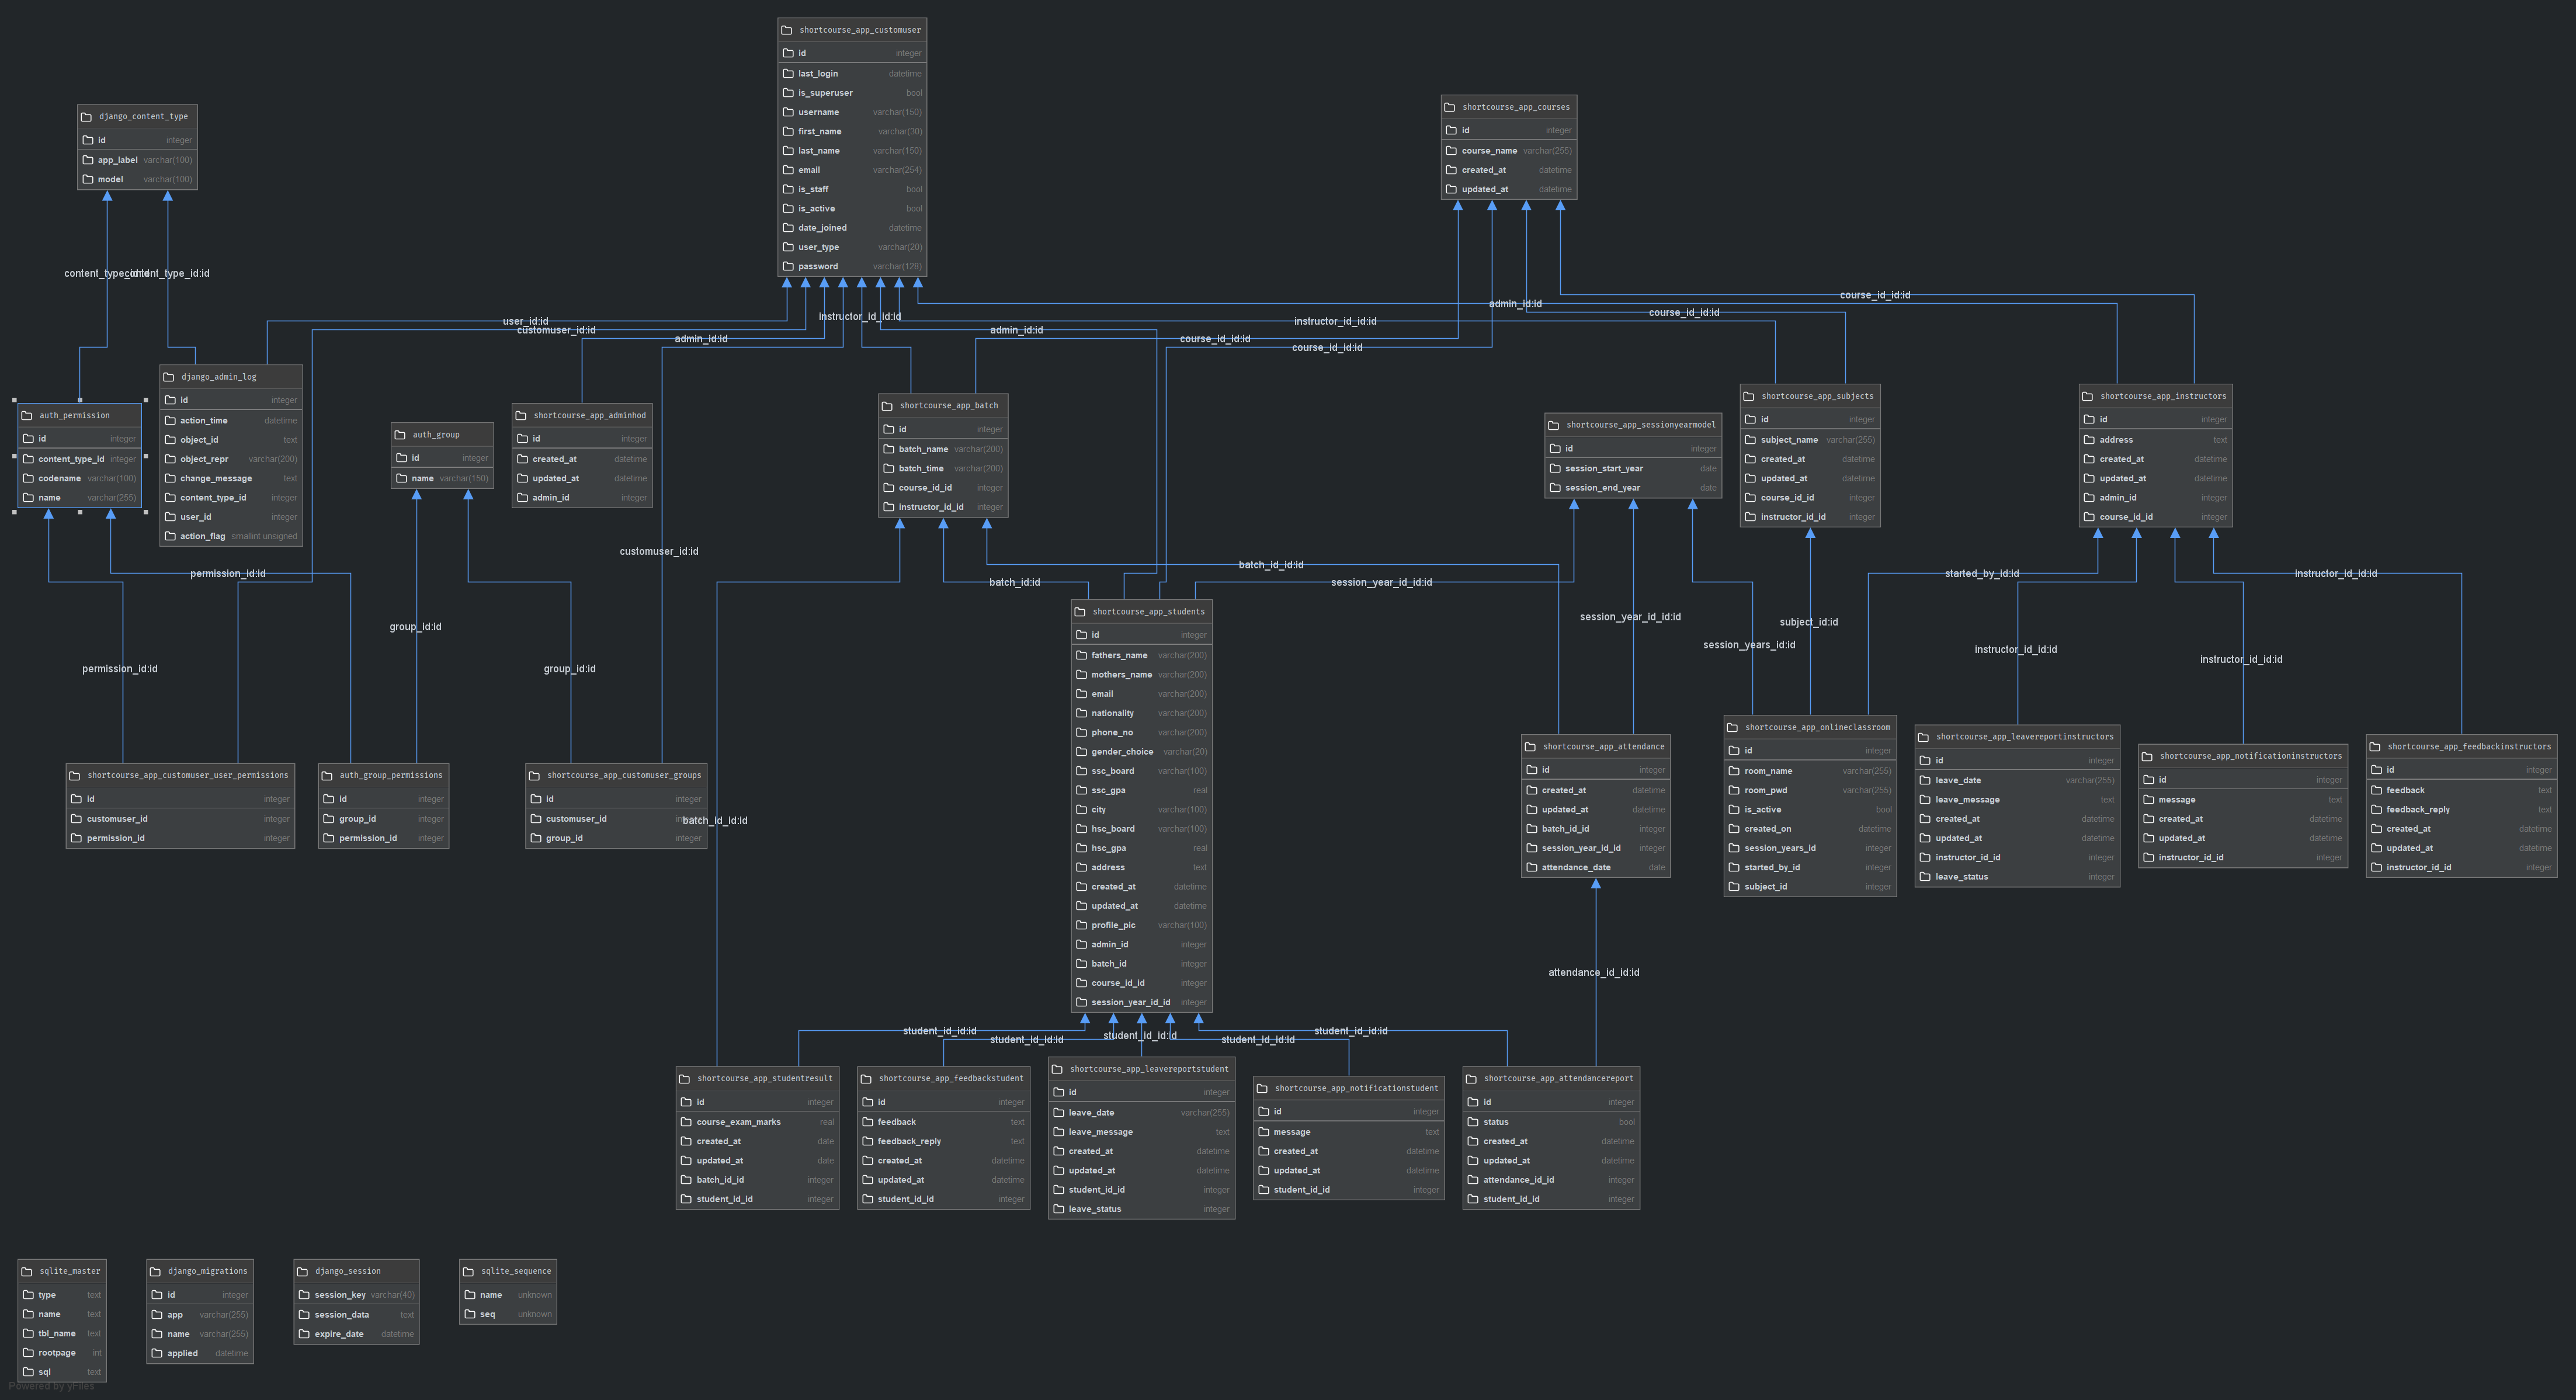 shortcourse_app_customuser
id integer
last_login datetime
is_superuser bool
username varchar(150)
first_name varchar(30)
last_name varchar(150)
email varchar(254)
is_staff bool
is_active bool
date_joined datetime
user_type varchar(20)
password varchar(128)
shortcourse_app_courses
id integer
course_name varchar(255)
created_at datetime
updated_at datetime
django_content_type
id integer
app_label varchar(100)
model varchar(100)
content_type_id:id
content_type_id:id
user_id:id
customuser_id:id
admin_id:id
instructor_id_id:id
admin_id:id
course_id_id:id
course_id_id:id
instructor_id_id:id
admin_id:id
course_id_id:id
course_id_id:id
auth_permission
id integer
content_type_id integer
codename varchar(100)
name varchar(255)
django_admin_log
id integer
action_time datetime
object_id text
object_repr varchar(200)
change_message text
content_type_id integer
user_id integer
action_flag smallint unsigned
auth_group
id integer
name varchar(150)
shortcourse_app_adminhod
id integer
created_at datetime
updated_at datetime
admin_id integer
shortcourse_app_batch
id integer
batch_name varchar(200)
batch_time varchar(200)
course_id_id integer
instructor_id_id integer
shortcourse_app_sessionyearmodel
id integer
session_start_year date
session_end_year date
shortcourse_app_subjects
id integer
subject_name varchar(255)
created_at datetime
updated_at datetime
course_id_id integer
instructor_id_id integer
shortcourse_app_instructors
id integer
address text
created_at datetime
updated_at datetime
admin_id integer
course_id_id integer
permission_id:id
permission_id:id
group_id:id
group_id:id
customuser_id:id
batch_id:id
batch_id_id:id
session_year_id_id:id
session_year_id_id:id
session_years_id:id
subject_id:id
started_by_id:id
instructor_id_id:id
instructor_id_id:id
instructor_id_id:id
shortcourse_app_students
id integer
fathers_name varchar(200)
mothers_name varchar(200)
email varchar(200)
nationality varchar(200)
phone_no varchar(200)
gender_choice varchar(20)
ssc_board varchar(100)
ssc_gpa real
city varchar(100)
hsc_board varchar(100)
hsc_gpa real
address text
created_at datetime
updated_at datetime
profile_pic varchar(100)
admin_id integer
batch_id integer
course_id_id integer
session_year_id_id integer
shortcourse_app_customuser_user_permissions
id integer
customuser_id integer
permission_id integer
auth_group_permissions
id integer
group_id integer
permission_id integer
shortcourse_app_customuser_groups
id integer
customuser_id integer
group_id integer
batch_id_id:id
shortcourse_app_attendance
id integer
created_at datetime
updated_at datetime
batch_id_id integer
session_year_id_id integer
attendance_date date
shortcourse_app_onlineclassroom
id integer
room_name varchar(255)
room_pwd varchar(255)
is_active bool
created_on datetime
session_years_id integer
started_by_id integer
subject_id integer
shortcourse_app_leavereportinstructors
id integer
leave_date varchar(255)
leave_message text
created_at datetime
updated_at datetime
instructor_id_id integer
leave_status integer
shortcourse_app_notificationinstructors
id integer
message text
created_at datetime
updated_at datetime
instructor_id_id integer
shortcourse_app_feedbackinstructors
id integer
feedback text
feedback_reply text
created_at datetime
updated_at datetime
instructor_id_id integer
attendance_id_id:id
student_id_id:id
student_id_id:id
student_id_id:id
student_id_id:id
student_id_id:id
shortcourse_app_studentresult
id integer
course_exam_marks real
created_at date
updated_at date
batch_id_id integer
student_id_id integer
shortcourse_app_feedbackstudent
id integer
feedback text
feedback_reply text
created_at datetime
updated_at datetime
student_id_id integer
shortcourse_app_leavereportstudent
id integer
leave_date varchar(255)
leave_message text
created_at datetime
updated_at datetime
student_id_id integer
leave_status integer
shortcourse_app_notificationstudent
id integer
message text
created_at datetime
updated_at datetime
student_id_id integer
shortcourse_app_attendancereport
id integer
status bool
created_at datetime
updated_at datetime
attendance_id_id integer
student_id_id integer
sqlite_master
type text
name text
tbl_name text
rootpage int
sql text
django_migrations
id integer
app varchar(255)
name varchar(255)
applied datetime
django_session
session_key varchar(40)
session_data text
expire_date datetime
sqlite_sequence
name unknown
seq unknown
Powered by yFiles